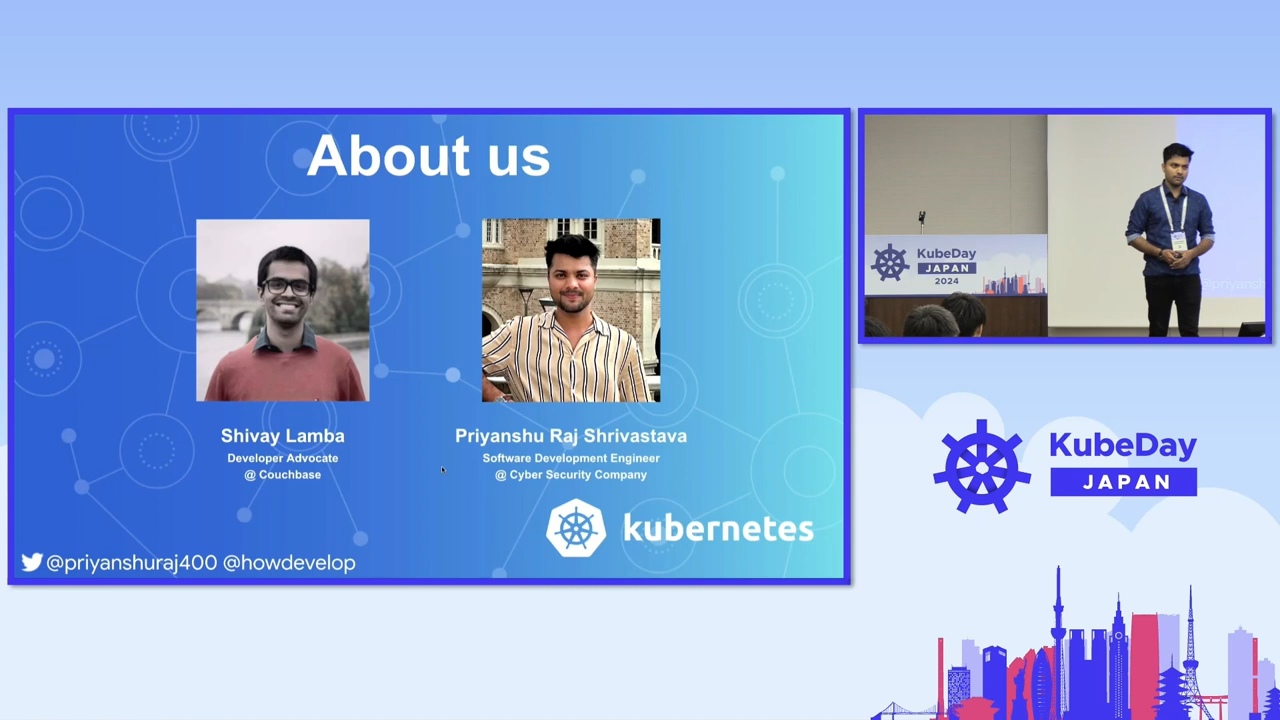 About us
Shivay Lamba
Developer Advocate
@ Couchbase
Priyanshu Raj Shrivastava
Software Development Engineer
@ Cyber Security Company
kubernetes
@priyanshuraj400 @howdevelop
KubeDay
JAPAN
2024
@priyansh
KubeDay
JAPAN